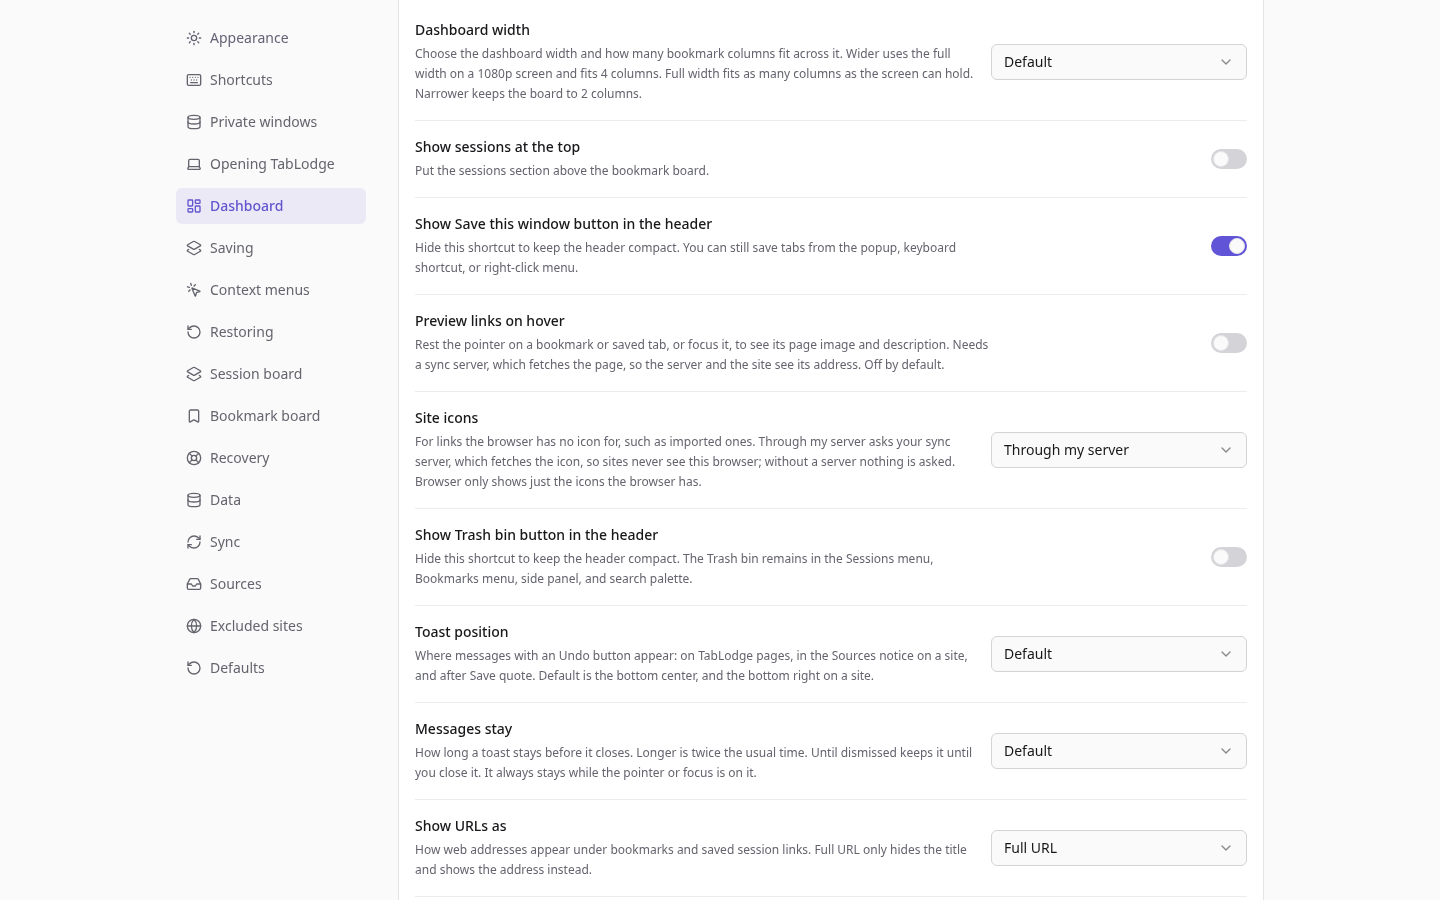 Appearance
Shortcuts
Private windows
Opening TabLodge
Dashboard
Saving
Context menus
Restoring
Session board
Bookmark board
Recovery
Data
Sync
Sources
Excluded sites
Defaults
Dashboard width
Choose the dashboard width and how many bookmark columns fit across it. Wider uses the full
width on a 1080p screen and fits 4 columns. Full width fits as many columns as the screen can hold.
Narrower keeps the board to 2 columns.
Default
Show sessions at the top
Put the sessions section above the bookmark board.
Show Save this window button in the header
Hide this shortcut to keep the header compact. You can still save tabs from the popup, keyboard
shortcut, or right-click menu.
Preview links on hover
Rest the pointer on a bookmark or saved tab, or focus it, to see its page image and description. Needs
a sync server, which fetches the page, so the server and the site see its address. Off by default.
Site icons
For links the browser has no icon for, such as imported ones. Through my server asks your sync
server, which fetches the icon, so sites never see this browser; without a server nothing is asked.
Browser only shows just the icons the browser has.
Through my server
Show Trash bin button in the header
Hide this shortcut to keep the header compact. The Trash bin remains in the Sessions menu,
Bookmarks menu, side panel, and search palette.
Toast position
Where messages with an Undo button appear: on TabLodge pages, in the Sources notice on a site,
and after Save quote. Default is the bottom center, and the bottom right on a site.
Default
Messages stay
How long a toast stays before it closes. Longer is twice the usual time. Until dismissed keeps it until
you close it. It always stays while the pointer or focus is on it.
Default
Show URLs as
How web addresses appear under bookmarks and saved session links. Full URL only hides the title
and shows the address instead.
Full URL